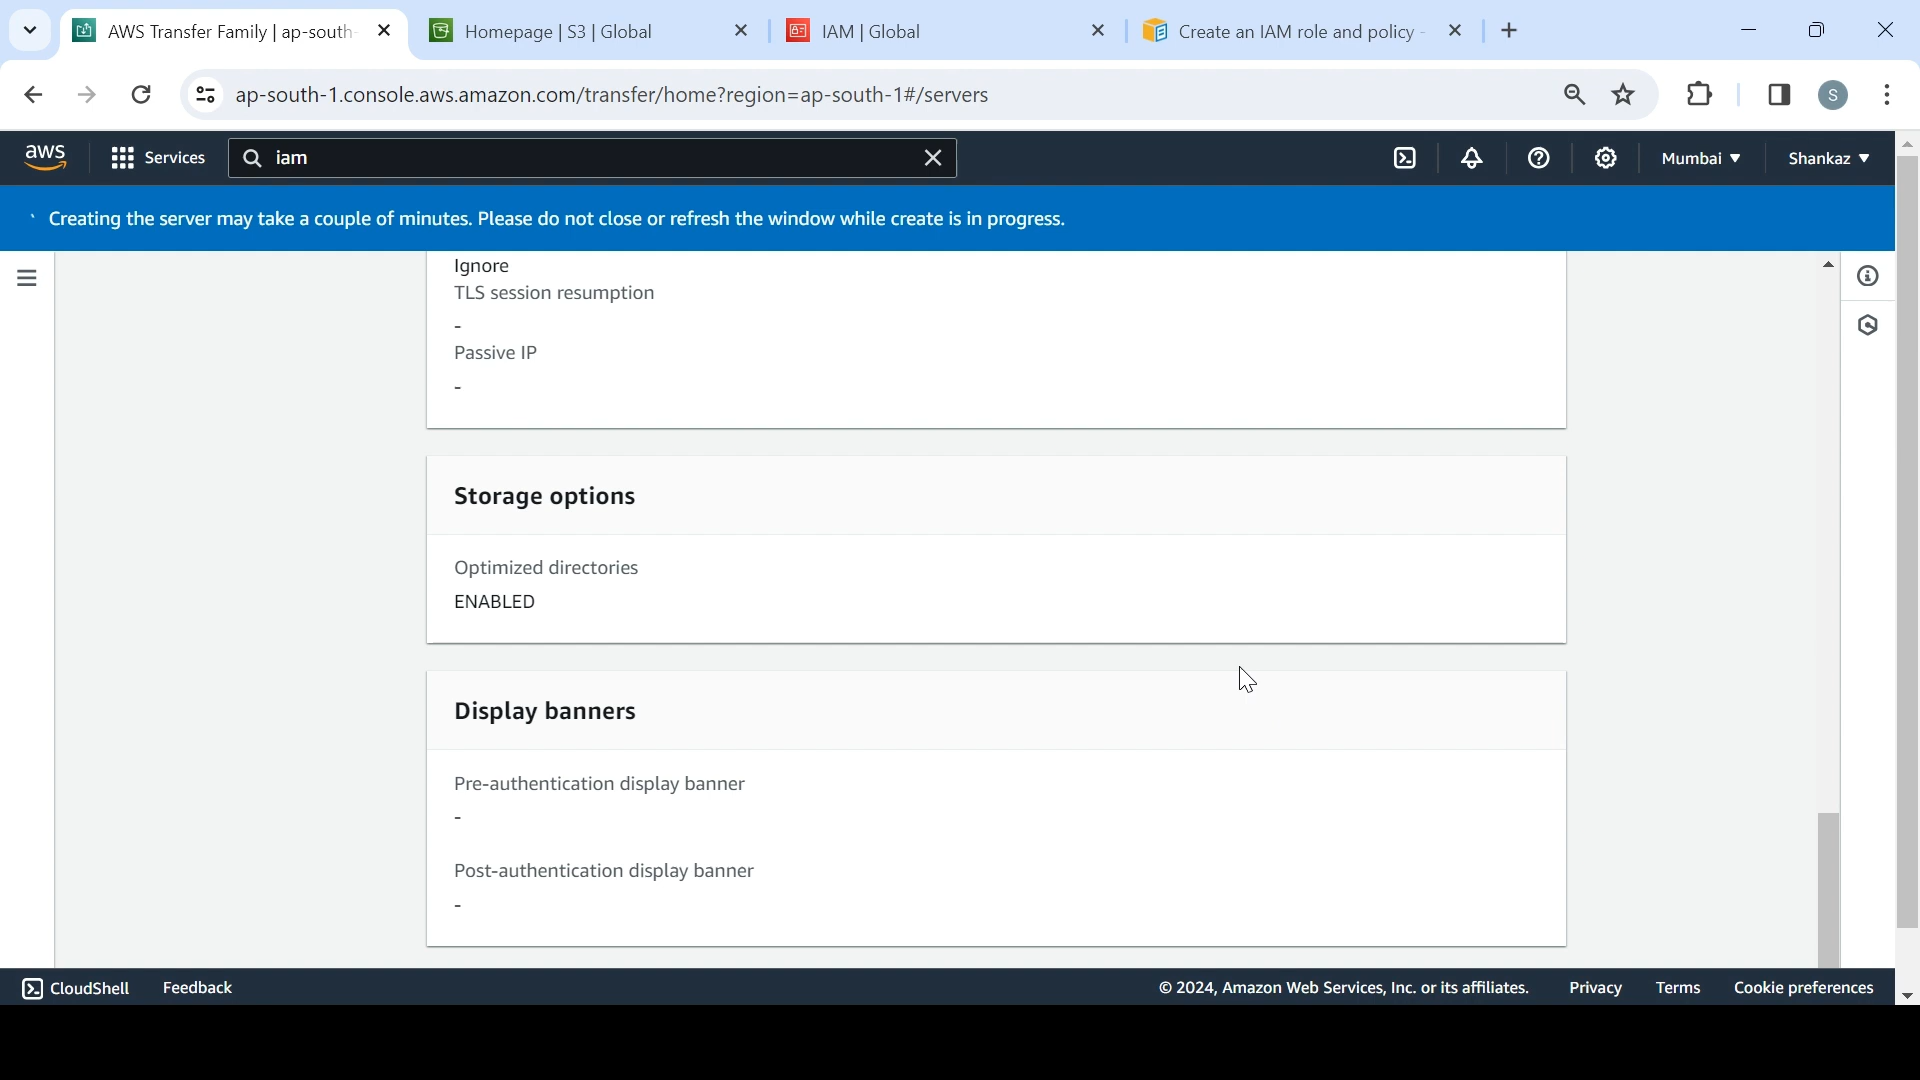 AWS Transfer Family | ap-south-
Homepage | S3 | Global
IAM | Global
Create an IAM role and policy -
ap-south-1.console.aws.amazon.com/transfer/home?region=ap-south-1#/servers
S
aws
Services
iam
Mumbai
Shankaz
Creating the server may take a couple of minutes. Please do not close or refresh the window while create is in progress.
Ignore
TLS session resumption
-
Passive IP
-
Storage options
Optimized directories
ENABLED
Display banners
Pre-authentication display banner
-
Post-authentication display banner
-
CloudShell
Feedback
© 2024, Amazon Web Services, Inc. or its affiliates.
Privacy
Terms
Cookie preferences